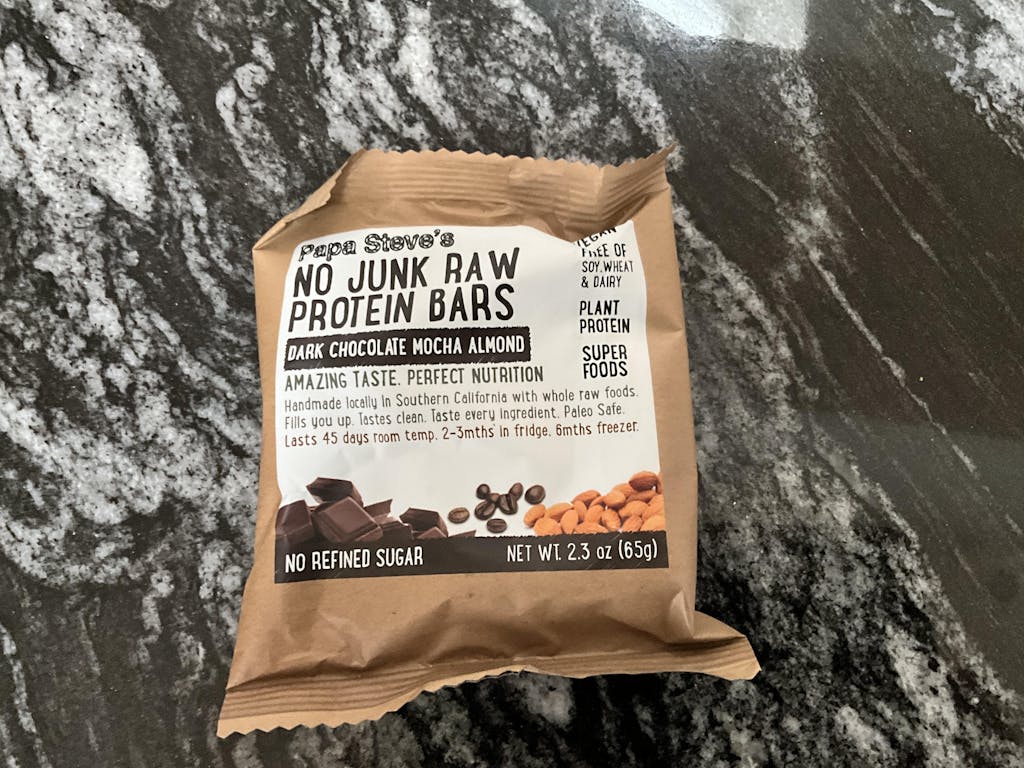 Papa Steve's
NO JUNK RAW
PROTEIN BARS
DARK CHOCOLATE MOCHA ALMOND
AMAZING TASTE. PERFECT NUTRITION
Handmade locally in Southern California with whole raw foods.
Fills you up. Tastes clean. Taste every ingredient. Paleo Safe.
Lasts 45 days room temp. 2-3mths in fridge. 6mths freezer.
VEGAN
FREE OF
SOY, WHEAT
& DAIRY
PLANT
PROTEIN
SUPER
FOODS
NO REFINED SUGAR
NET WT. 2.3 oz (65g)